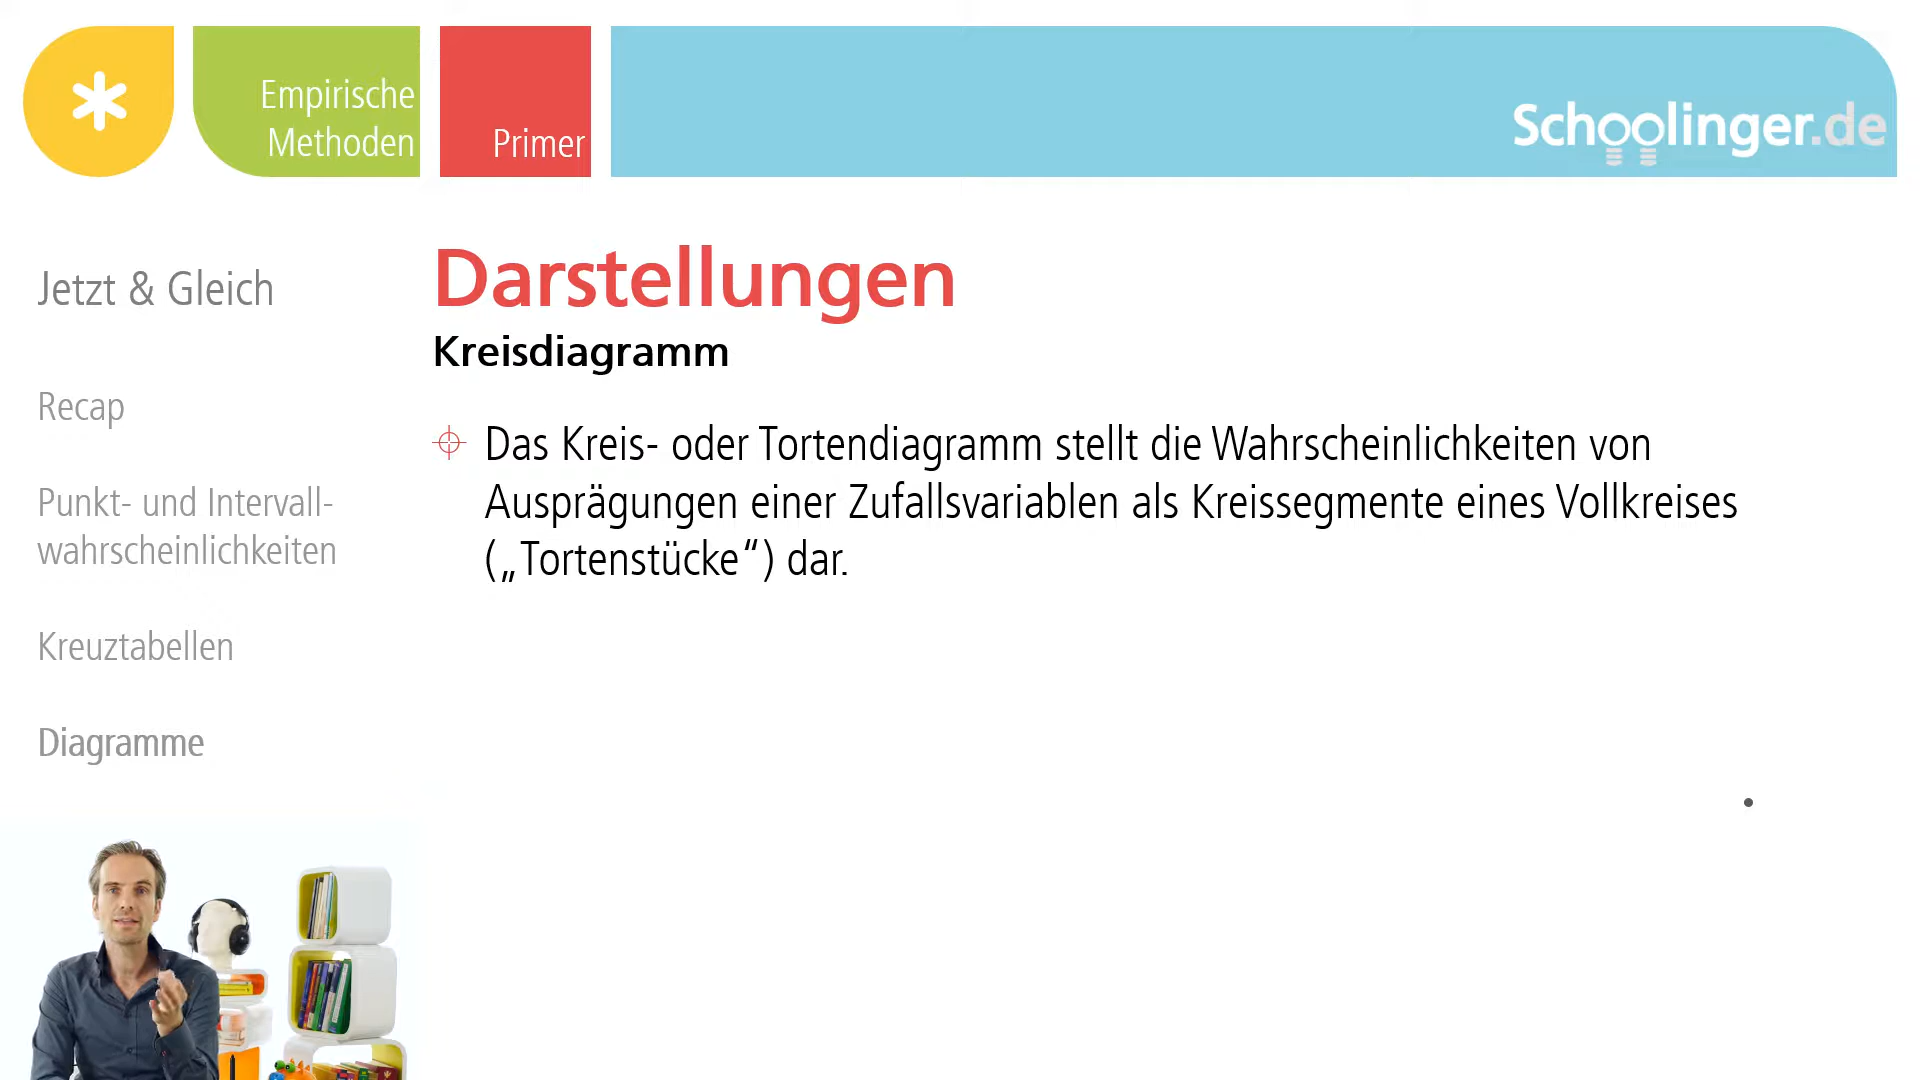 Empirische
Methoden
Primer
Schoolinger.de
Jetzt & Gleich
Recap
Punkt- und Intervall-
wahrscheinlichkeiten
Kreuztabellen
Diagramme
Darstellungen
Kreisdiagramm
Das Kreis- oder Tortendiagramm stellt die Wahrscheinlichkeiten von
Ausprägungen einer Zufallsvariablen als Kreissegmente eines Vollkreises
(„Tortenstücke“) dar.